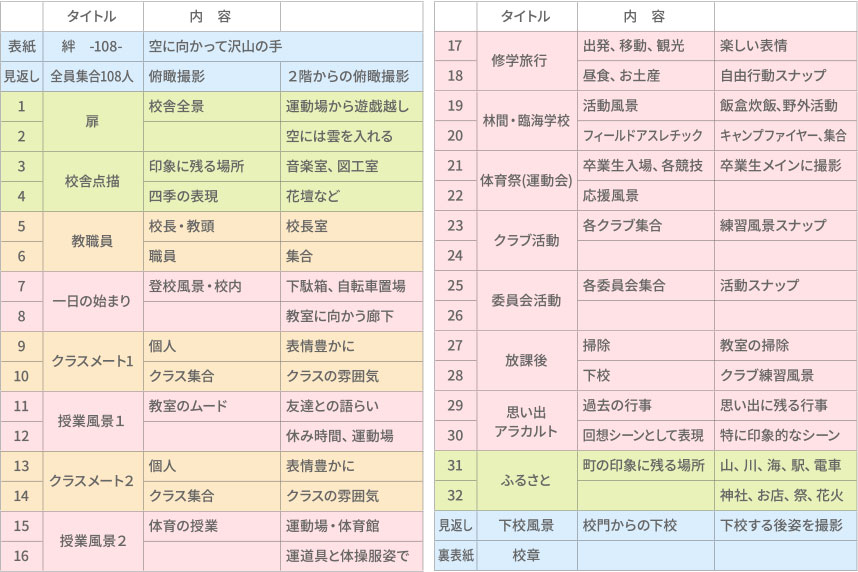 タイトル 内　容
表紙 絆　-108- 空に向かって沢山の手
見返し 全員集合108人 俯瞰撮影 ２階からの俯瞰撮影
1 扉 校舎全景 運動場から遊戯越し
2 空には雲を入れる
3 校舎点描 印象に残る場所 音楽室、図工室
4 四季の表現 花壇など
5 教職員 校長・教頭 校長室
6 職員 集合
7 一日の始まり 登校風景・校内 下駄箱、自転車置場
8 教室に向かう廊下
9 クラスメート1 個人 表情豊かに
10 クラス集合 クラスの雰囲気
11 授業風景１ 教室のムード 友達との語らい
12 休み時間、運動場
13 クラスメート２ 個人 表情豊かに
14 クラス集合 クラスの雰囲気
15 授業風景２ 体育の授業 運動場・体育館
16 運道具と体操服姿で
タイトル 内　容
17 修学旅行 出発、移動、観光 楽しい表情
18 昼食、お土産 自由行動スナップ
19 林間・臨海学校 活動風景 飯盒炊飯、野外活動
20 フィールドアスレチック キャンプファイヤー、集合
21 体育祭(運動会) 卒業生入場、各競技 卒業生メインに撮影
22 応援風景
23 クラブ活動 各クラブ集合 練習風景スナップ
24
25 委員会活動 各委員会集合 活動スナップ
26
27 放課後 掃除 教室の掃除
28 下校 クラブ練習風景
29 思い出 過去の行事 思い出に残る行事
30 アラカルト 回想シーンとして表現 特に印象的なシーン
31 ふるさと 町の印象に残る場所 山、川、海、駅、電車
32 神社、お店、祭、花火
見返し 下校風景 校門からの下校 下校する後姿を撮影
裏表紙 校章